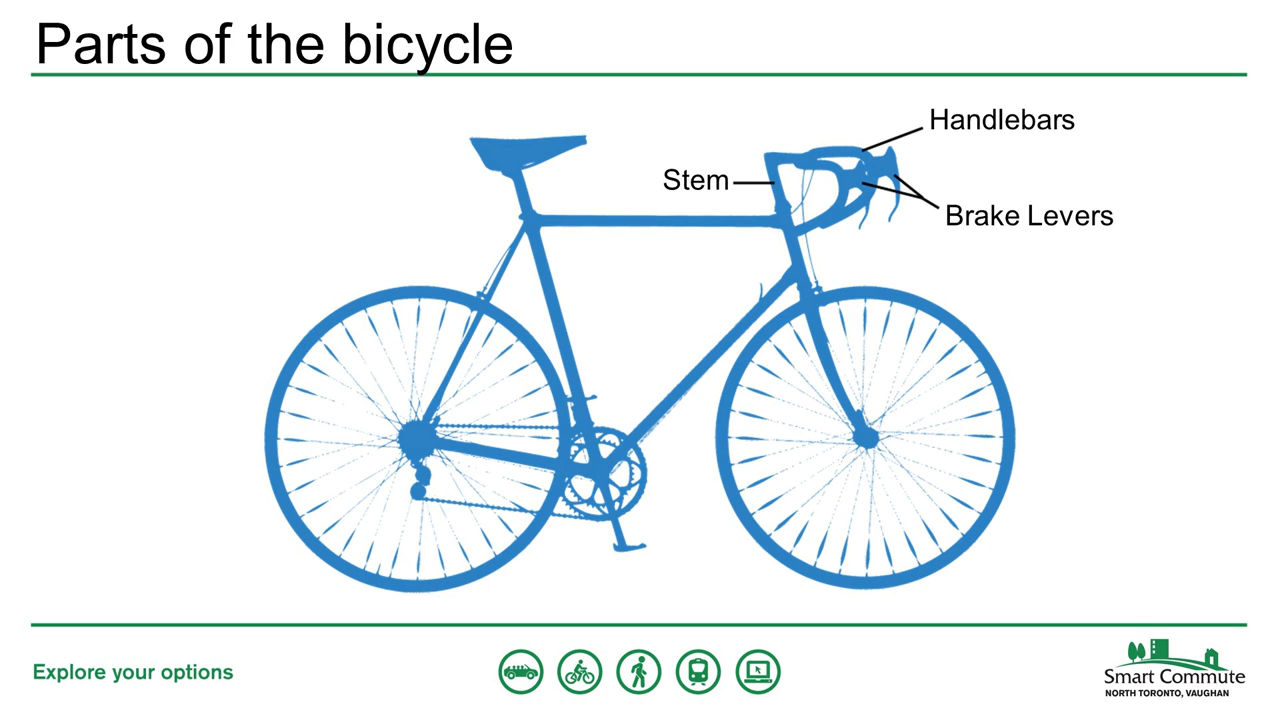 Parts of the bicycle
Handlebars
Stem
Brake Levers
Explore your options
Smart Commute
NORTH TORONTO, VAUGHAN